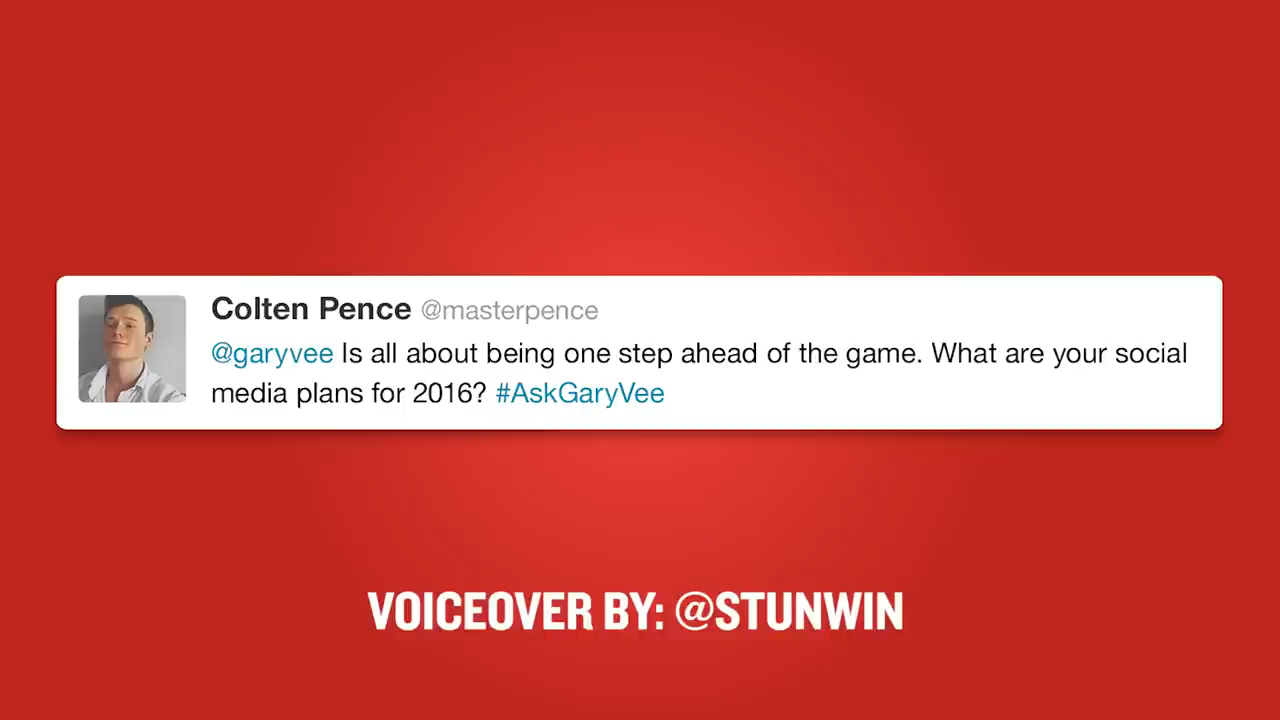 Colten Pence @masterpence
@garyvee Is all about being one step ahead of the game. What are your social
media plans for 2016? #AskGaryVee
VOICEOVER BY: @STUNWIN